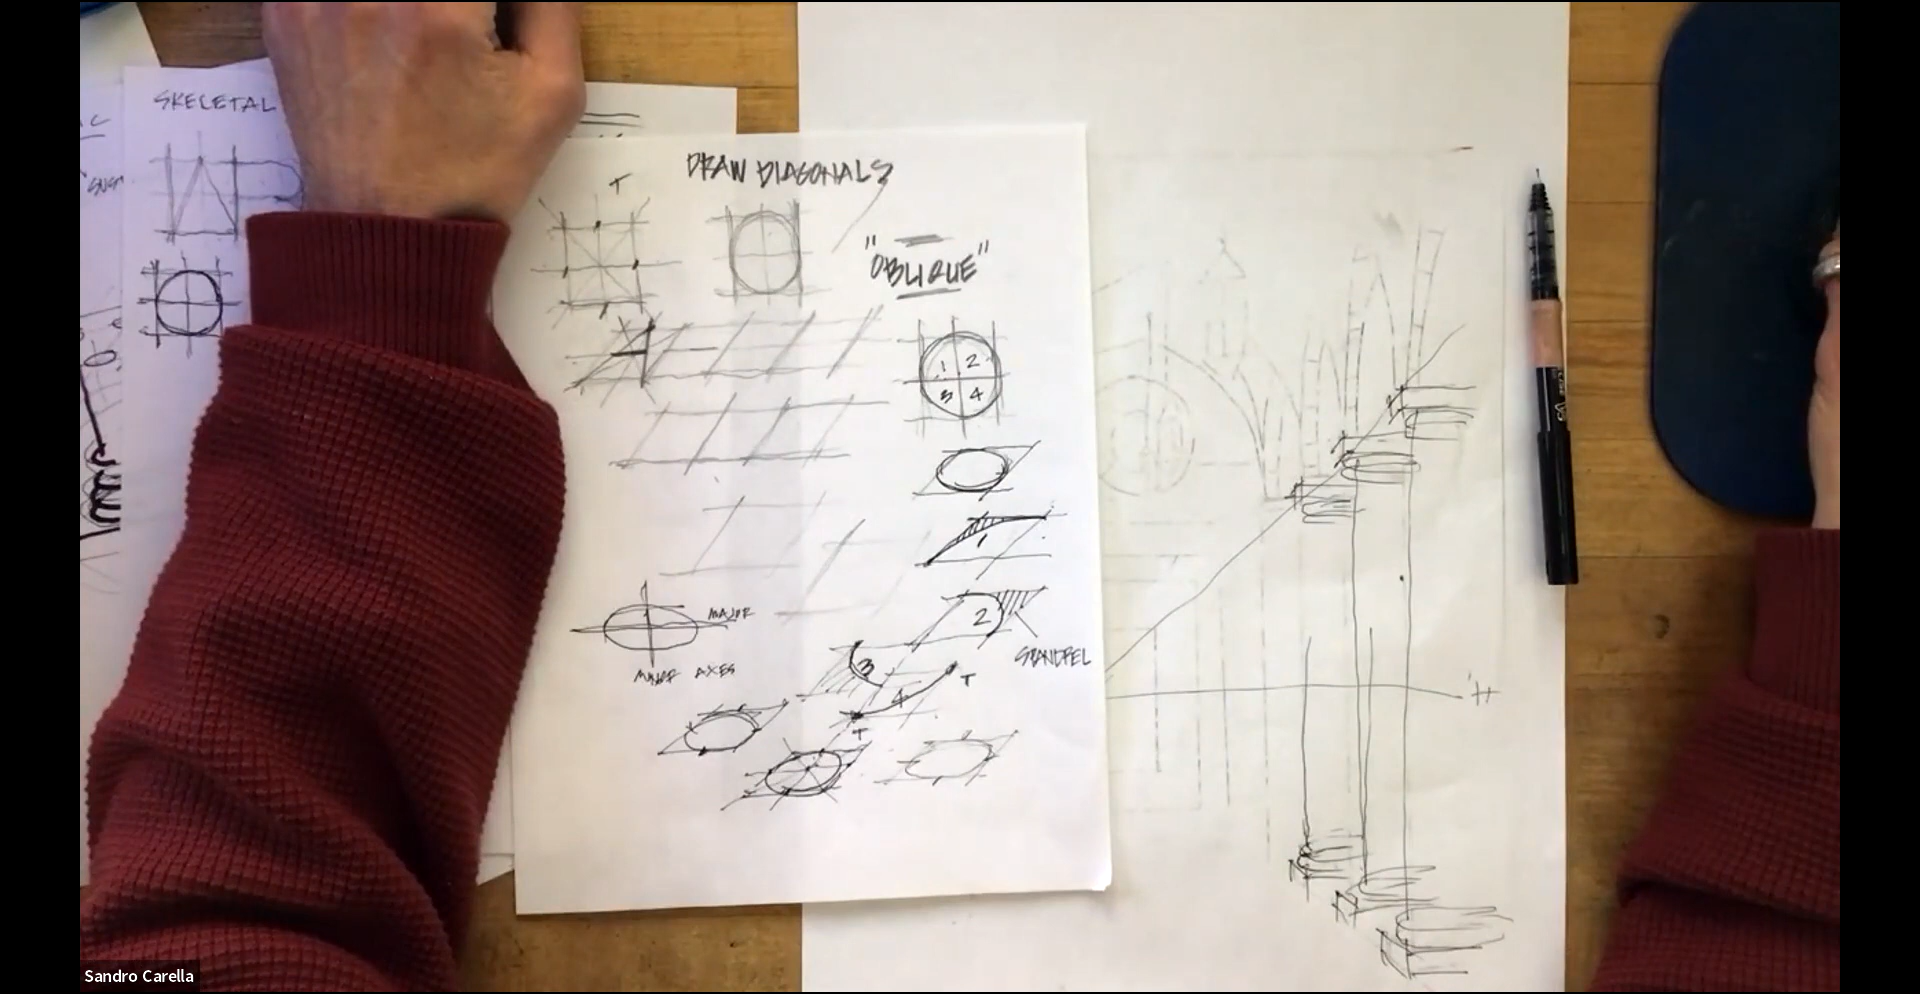 SKELETAL
DRAW DIAGONALS
T
"OBLIQUE"
1 2
3 4
1
2
SPANDREL
3
4
T
T
MAJOR
MINOR AXES
H
Sandro Carella